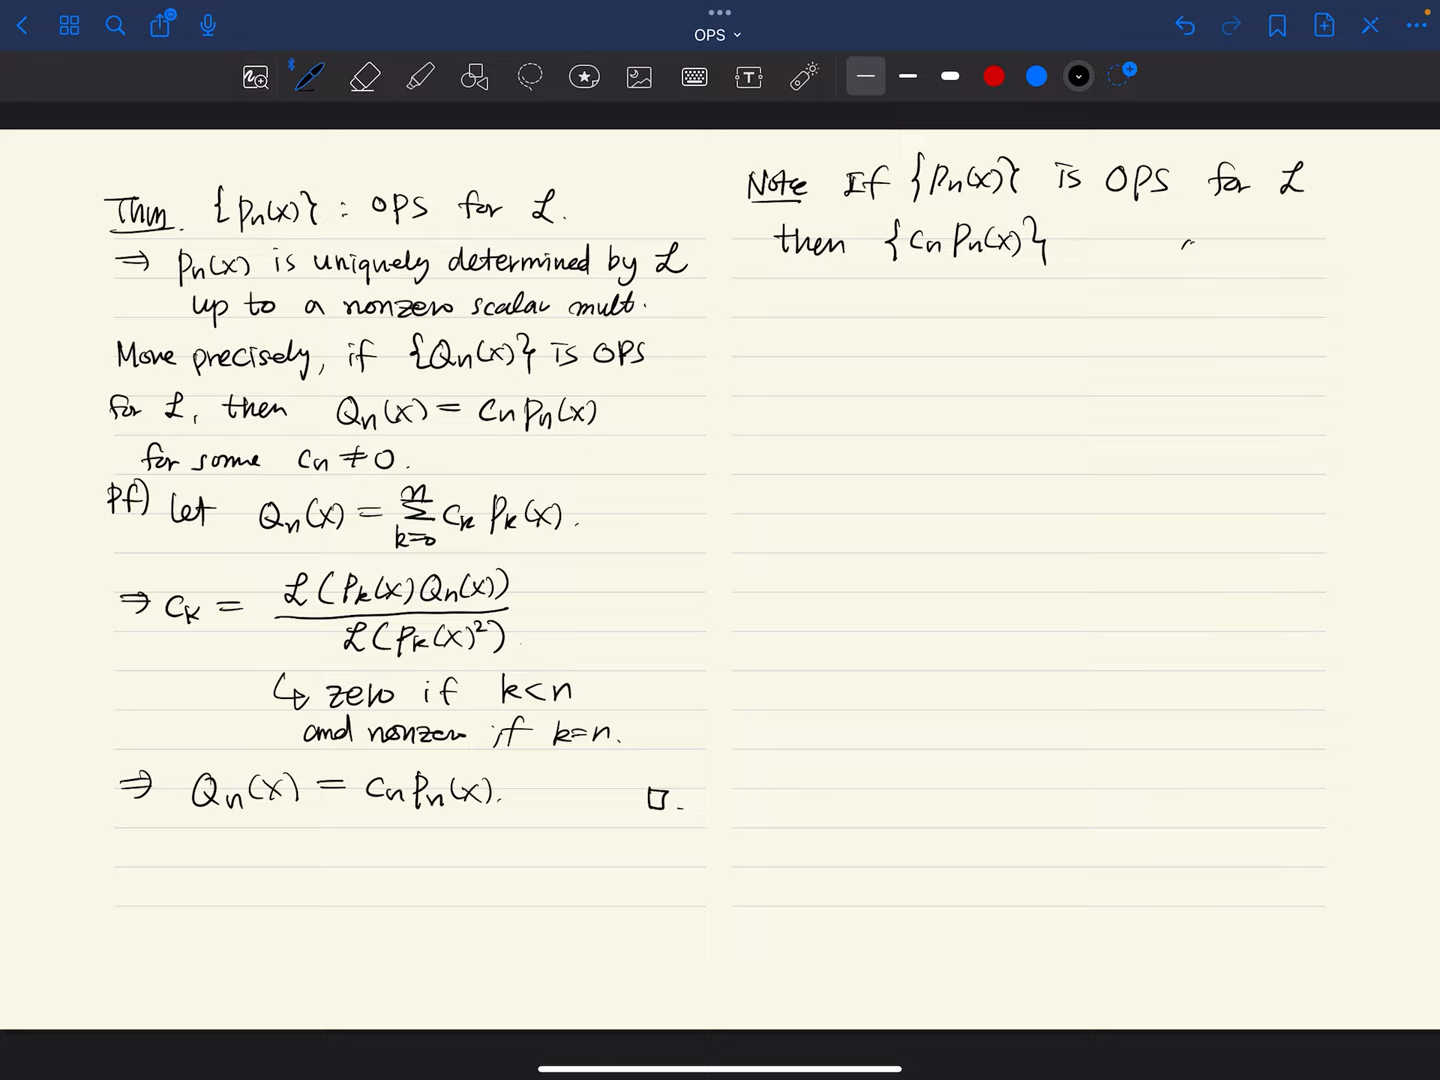 OPS
Thm. {Pn(x)} : OPS for L.
⇒ Pn(x) is uniquely determined by L
up to a nonzero scalar mult.
More precisely, if {Qn(x)} is OPS
for L, then Qn(x) = Cn Pn(x)
for some Cn ≠ 0.
Pf) Let Qn(x) = ∑_{k=0}^{n} Ck Pk(x).
⇒ Ck = L(Pk(x)Qn(x)) / L(Pk(x)²)
↳ zero if k<n
and nonzero if k=n.
⇒ Qn(x) = Cn Pn(x). □.
Note If {Pn(x)} is OPS for L
then {Cn Pn(x)} "